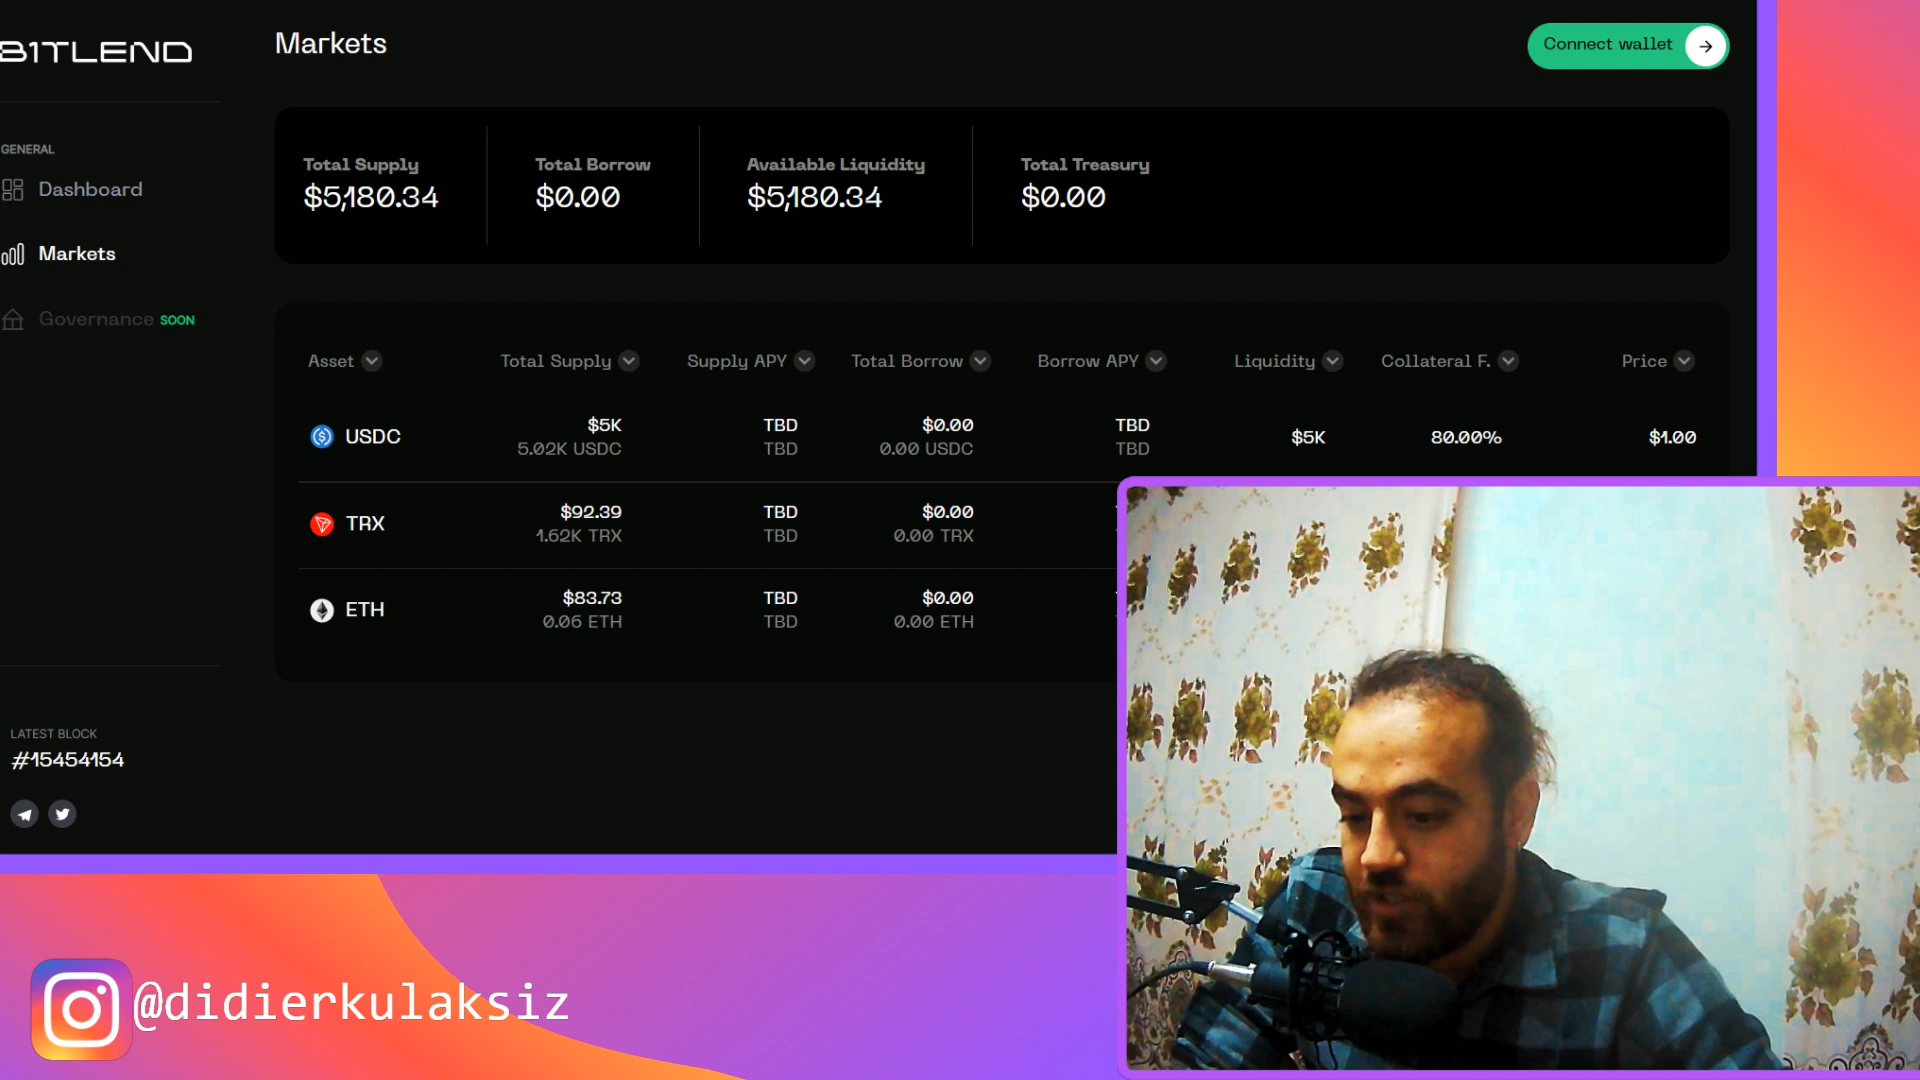 B1TLEND
Markets
Connect wallet
GENERAL
Dashboard
Markets
Governance SOON
Total Supply
$5,180.34
Total Borrow
$0.00
Available Liquidity
$5,180.34
Total Treasury
$0.00
Asset Total Supply Supply APY Total Borrow Borrow APY Liquidity Collateral F. Price
USDC $5K TBD $0.00 TBD $5K 80.00% $1.00
5.02K USDC TBD 0.00 USDC TBD
TRX $92.39 TBD $0.00
1.62K TRX TBD 0.00 TRX
ETH $83.73 TBD $0.00
0.06 ETH TBD 0.00 ETH
LATEST BLOCK
#15454154
@didierkulaksiz